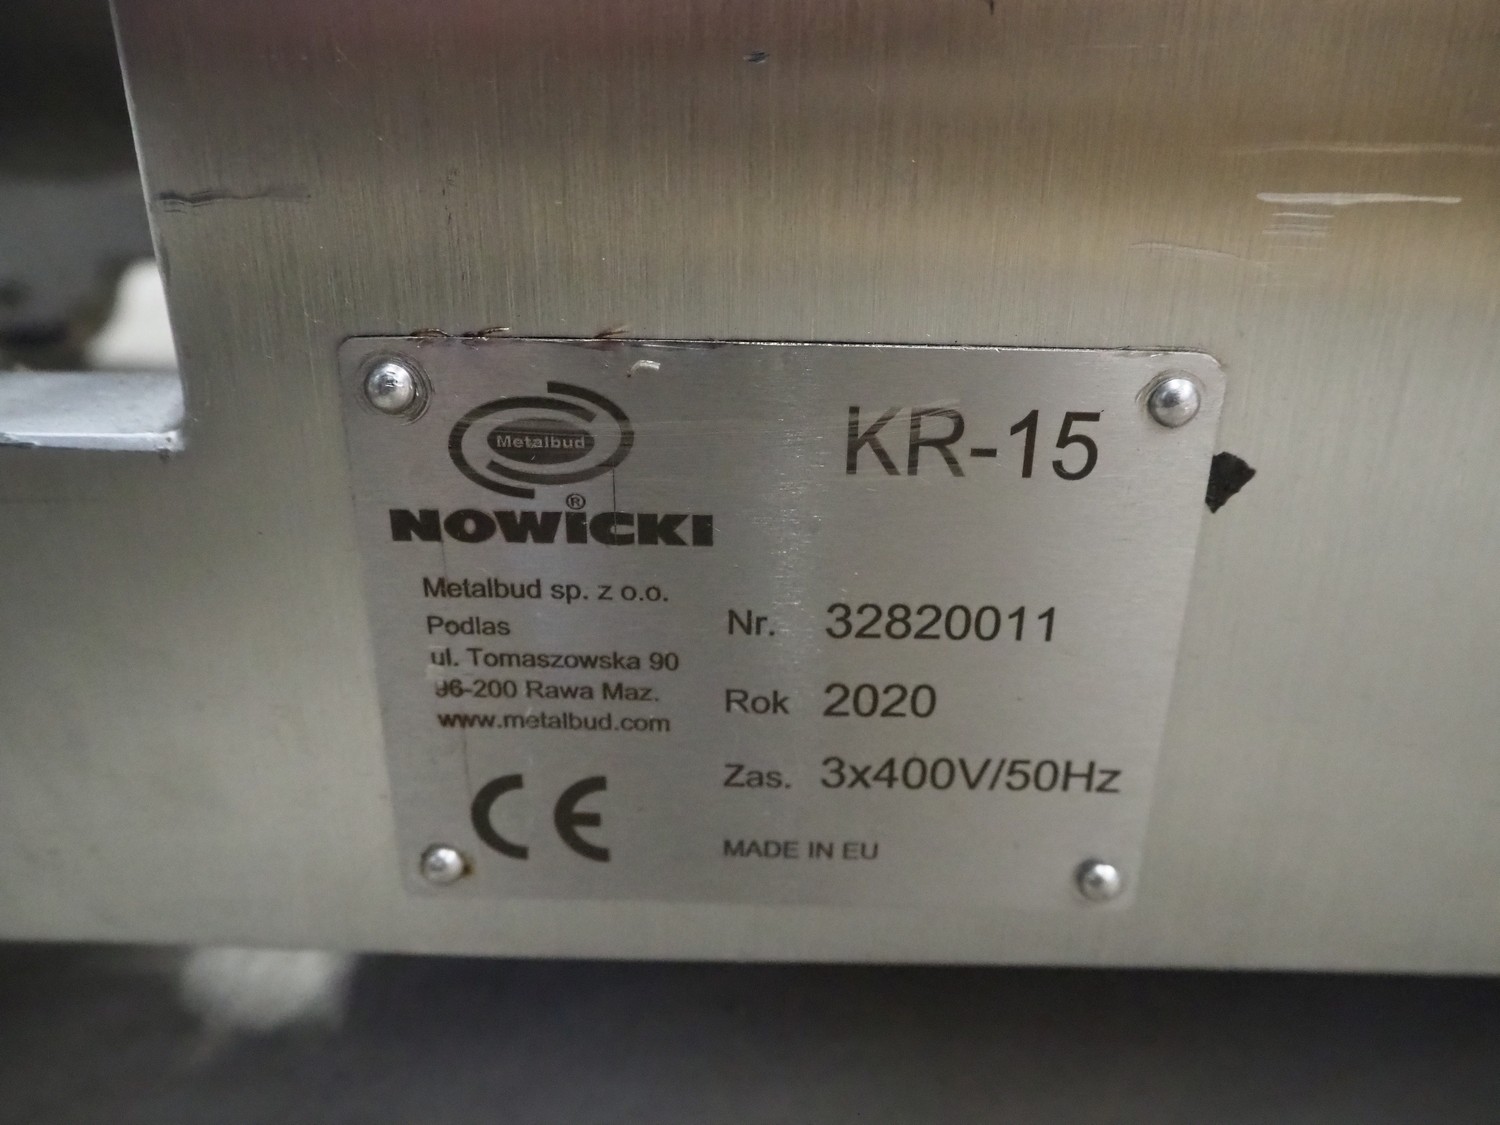 Metalbud
NOWICKI®
KR-15
Metalbud sp. z o.o.
Podlas
ul. Tomaszowska 90
96-200 Rawa Maz.
www.metalbud.com
Nr. 32820011
Rok 2020
Zas. 3x400V/50Hz
CE
MADE IN EU